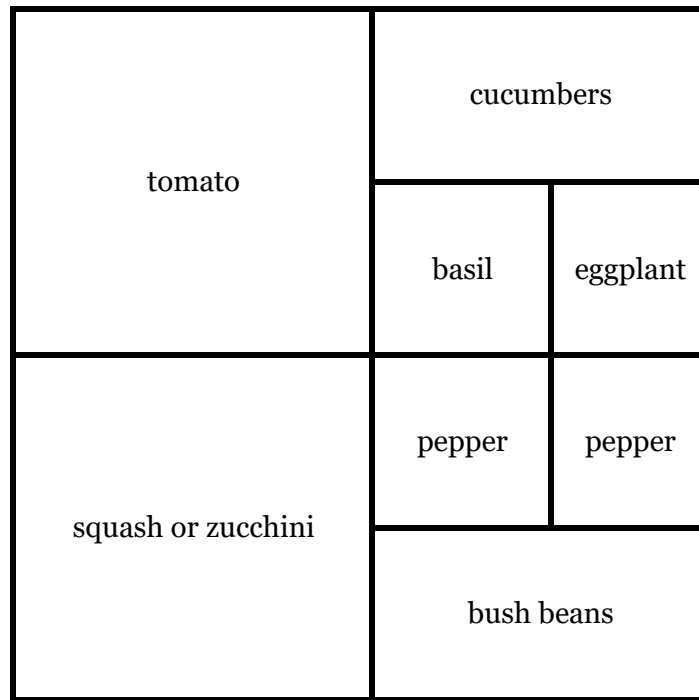 cucumbers
tomato
basil
eggplant
pepper
pepper
squash or zucchini
bush beans